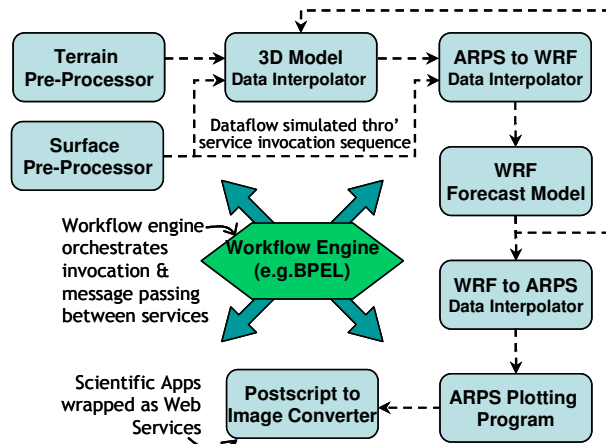 Terrain
Pre-Processor
3D Model
Data Interpolator
ARPS to WRF
Data Interpolator
Surface
Pre-Processor
Dataflow simulated thro'
service invocation sequence
WRF
Forecast Model
Workflow engine
orchestrates
invocation &
message passing
between services
Workflow Engine
(e.g.BPEL)
WRF to ARPS
Data Interpolator
Scientific Apps
wrapped as Web
Services
Postscript to
Image Converter
ARPS Plotting
Program